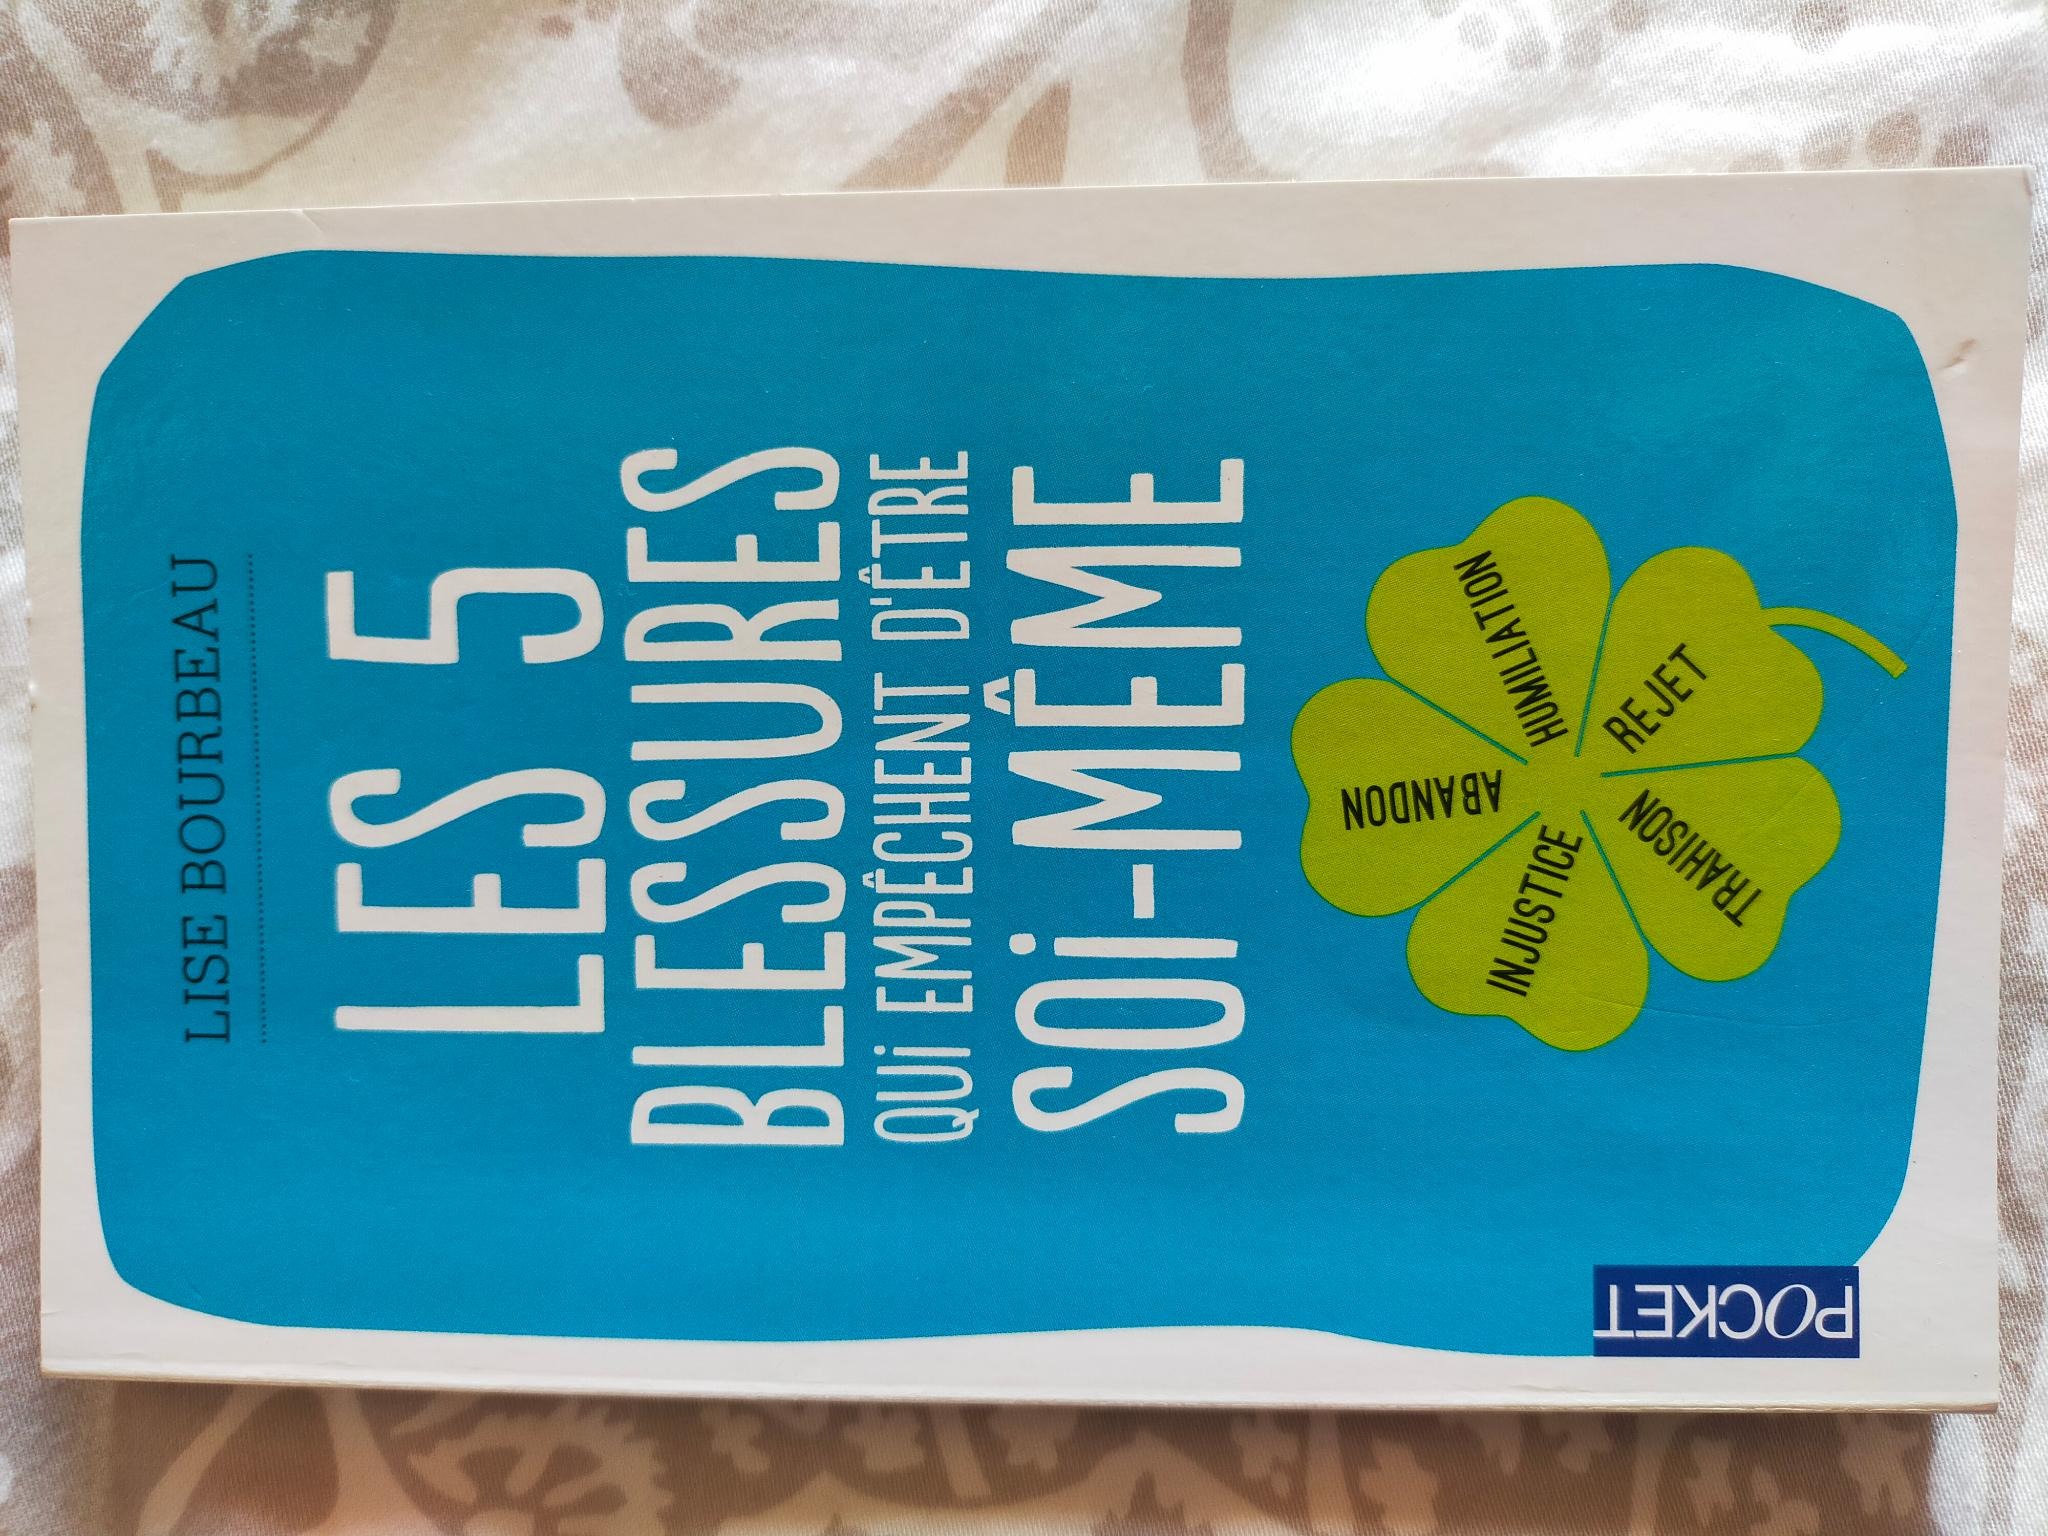 LISE BOURBEAU
LES 5
BLESSURES
QUi EMPÊCHENT D'ÊTRE
SOi-MÊME
HUMILIATION
ABANDON
REJET
INJUSTICE
TRAHISON
POCKET